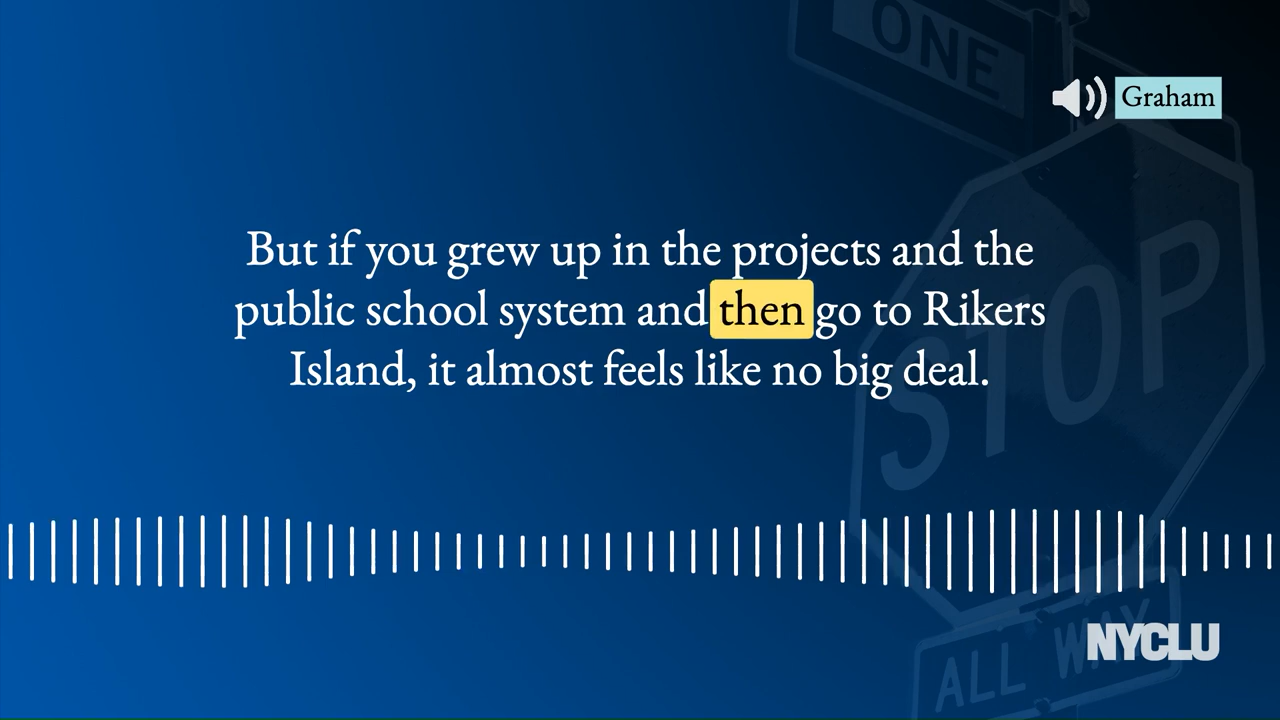 ONE
Graham
But if you grew up in the projects and the
public school system and then go to Rikers
Island, it almost feels like no big deal.
STOP
ALL WAY
NYCLU